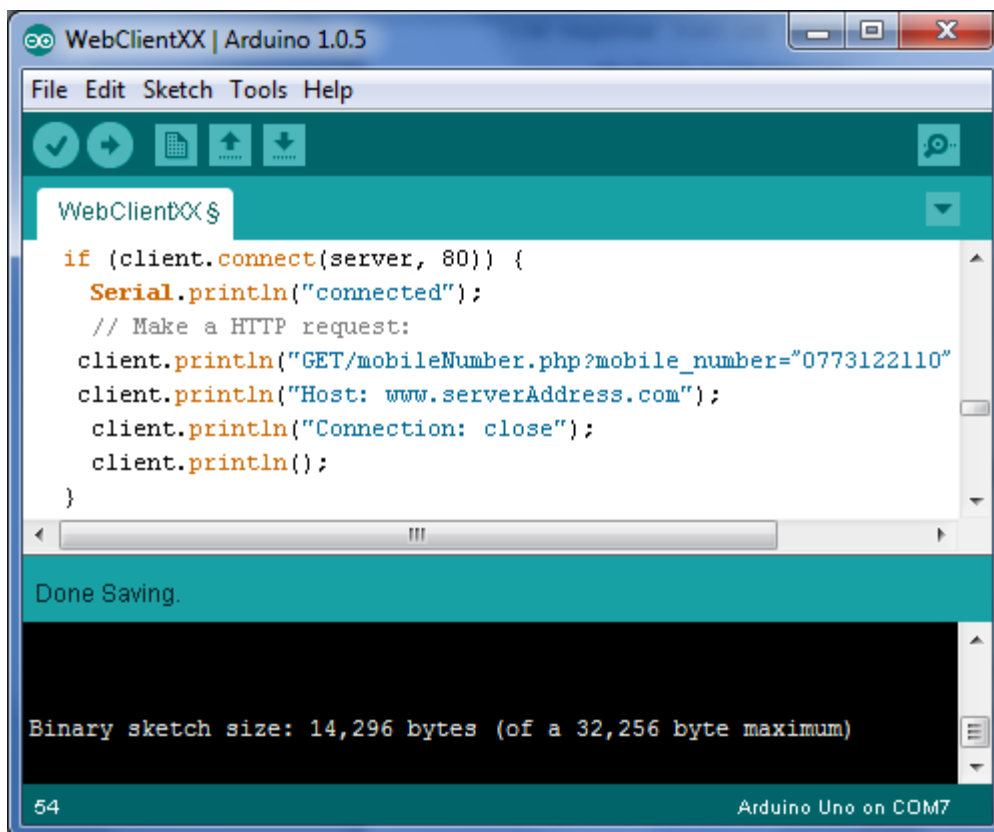 WebClientXX | Arduino 1.0.5
File Edit Sketch Tools Help
WebClientXX §
if (client.connect(server, 80)) {
Serial.println("connected");
// Make a HTTP request:
client.println("GET/mobileNumber.php?mobile_number="0773122110"
client.println("Host: www.serverAddress.com");
client.println("Connection: close");
client.println();
}
Done Saving.
Binary sketch size: 14,296 bytes (of a 32,256 byte maximum)
54 Arduino Uno on COM7